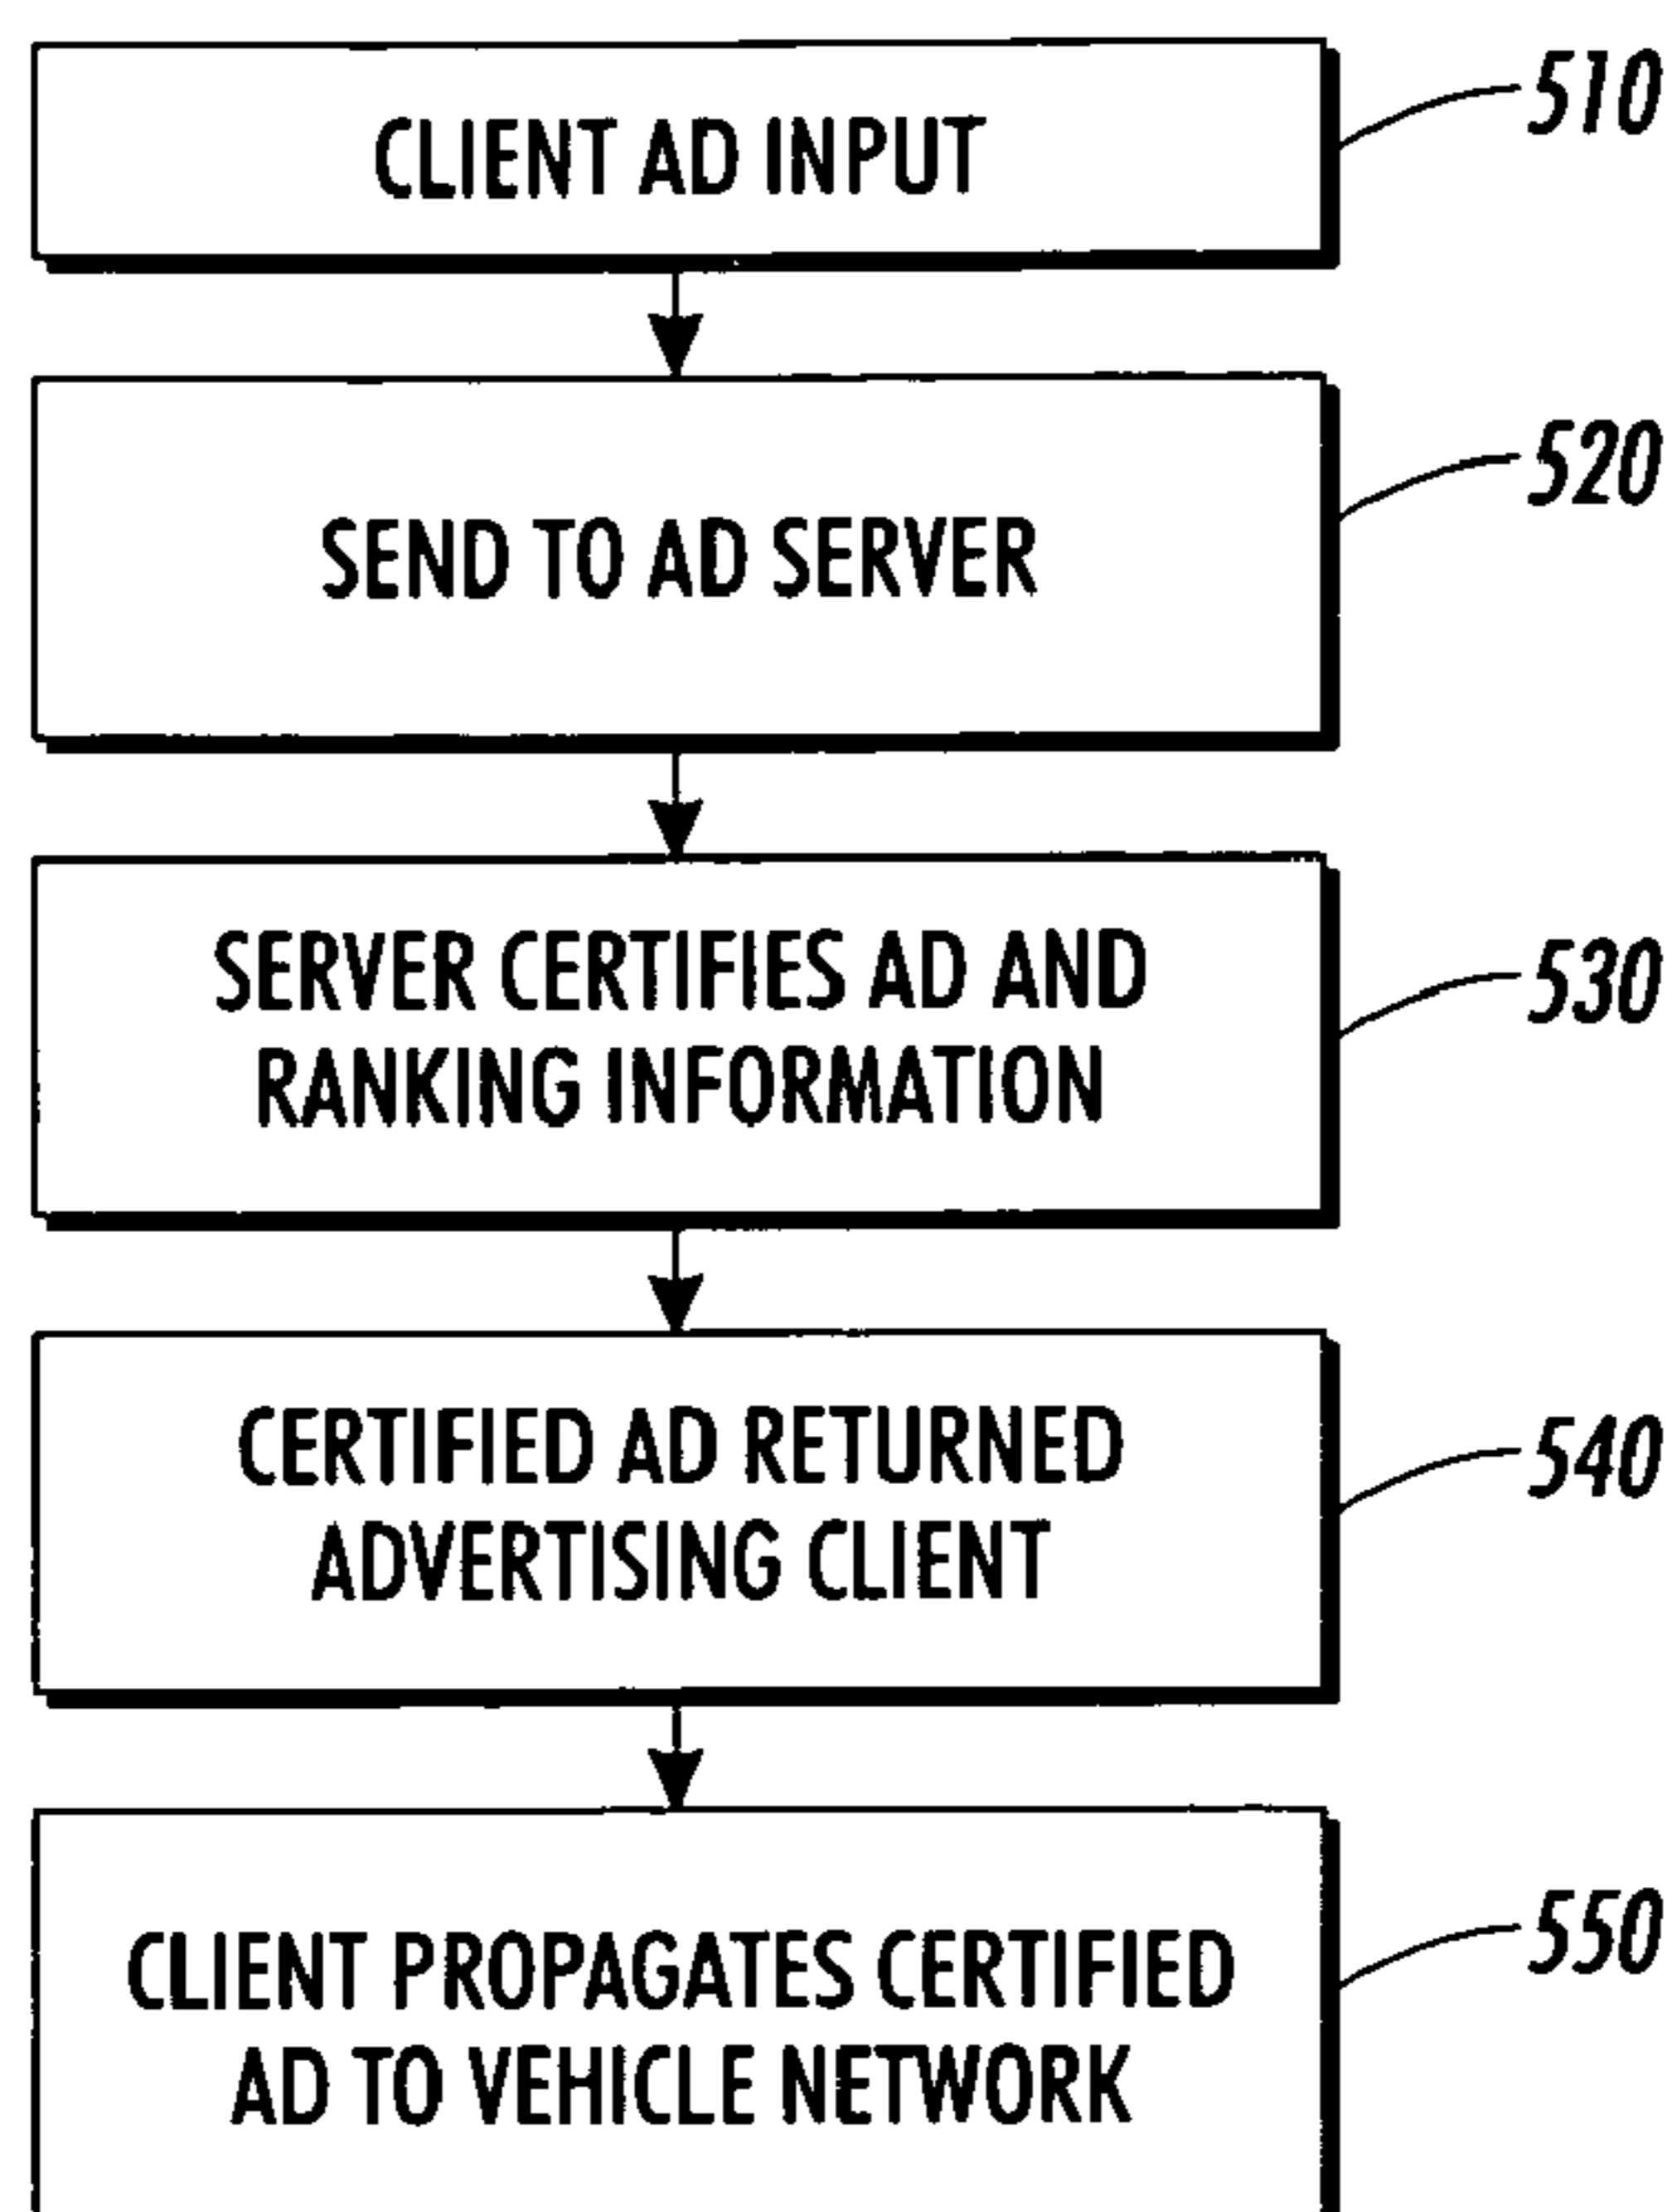 CLIENT AD INPUT
510
SEND TO AD SERVER
520
SERVER CERTIFIES AD AND
RANKING INFORMATION
530
CERTIFIED AD RETURNED
ADVERTISING CLIENT
540
CLIENT PROPAGATES CERTIFIED
AD TO VEHICLE NETWORK
550